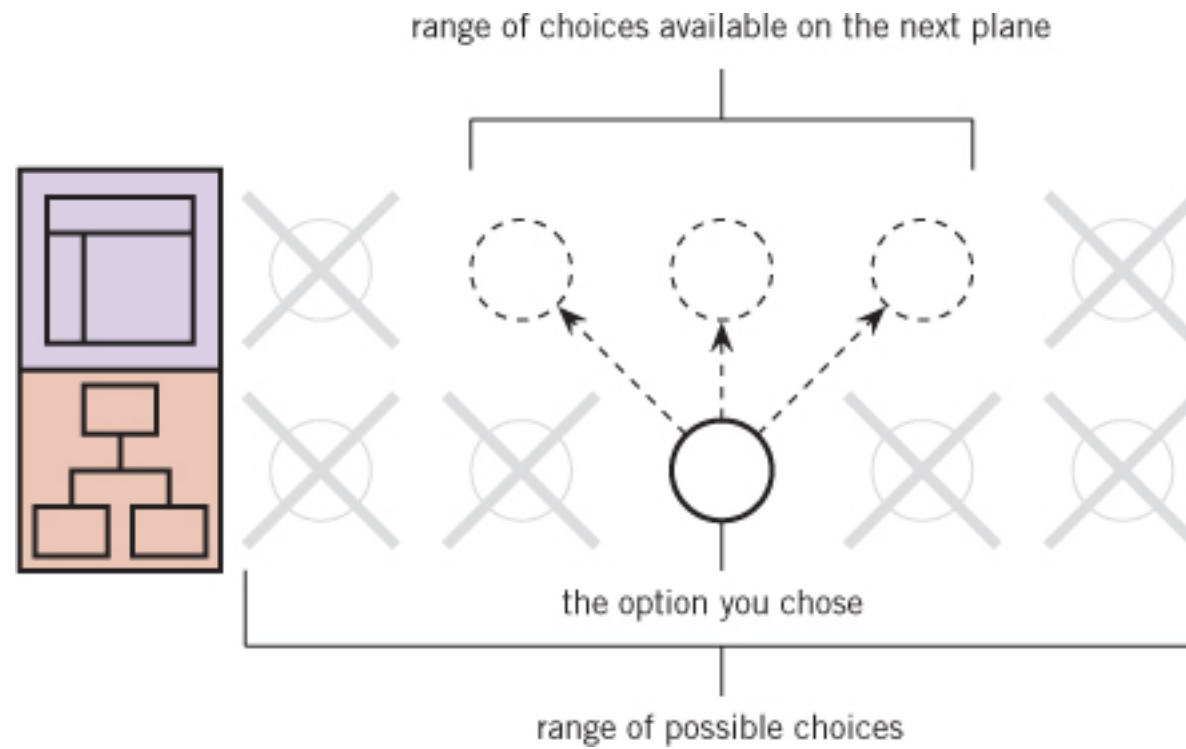 range of choices available on the next plane
the option you chose
range of possible choices